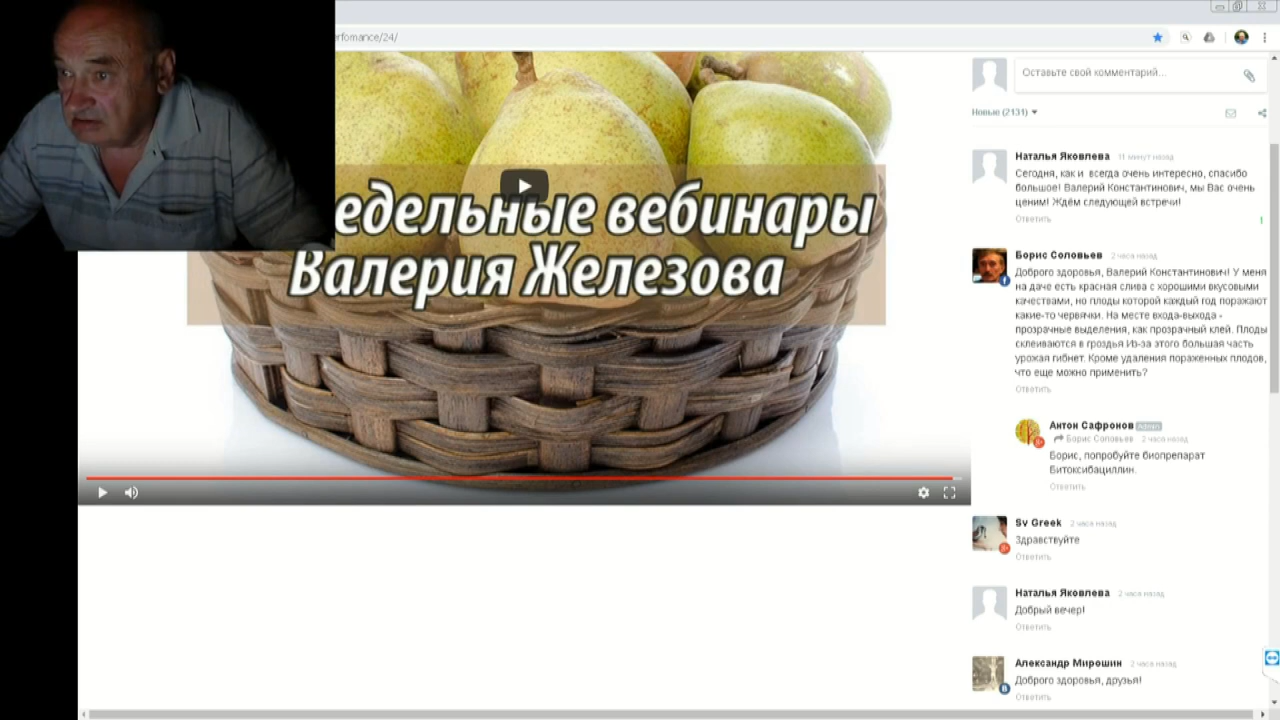 rfomance/24/
едельные вебинары
Валерия Железова
Оставьте свой комментарий...
Новые (2131)
Наталья Яковлева 11 минут назад
Сегодня, как и всегда очень интересно, спасибо
большое! Валерий Константинович, мы Вас очень
ценим! Ждём следующей встречи!
Ответить
1
Борис Соловьев 2 часа назад
Доброго здоровья, Валерий Константинович! У меня
на даче есть красная слива с хорошими вкусовыми
качествами, но плоды которой каждый год поражают
какие-то червячки. На месте входа-выхода -
прозрачные выделения, как прозрачный клей. Плоды
склеиваются в гроздья Из-за этого большая часть
урожая гибнет. Кроме удаления пораженных плодов,
что еще можно применить?
Ответить
Антон Сафронов Admin
Борис Соловьев 2 часа назад
Борис, попробуйте биопрепарат
Битоксибациллин.
Ответить
Sv Greek 2 часа назад
Здравствуйте
Ответить
Наталья Яковлева 2 часа назад
Добрый вечер!
Ответить
Александр Мирошин 2 часа назад
Доброго здоровья, друзья!
Ответить